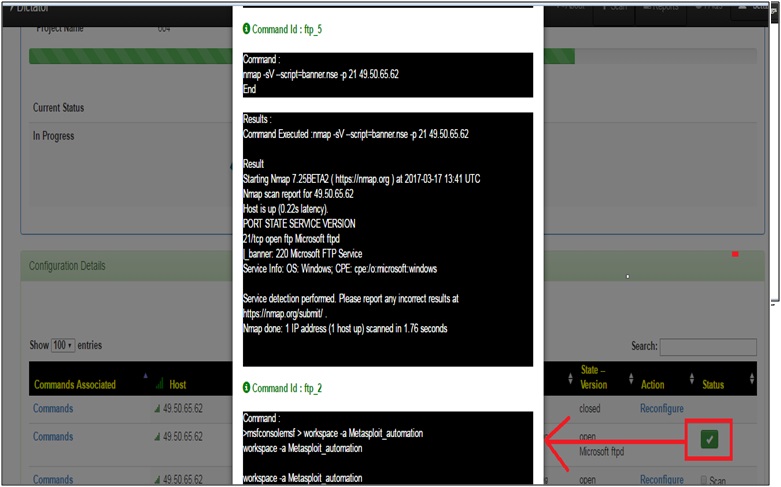 Dictator
Scan
Reports
Project Name
Command Id : ftp_5
Command :
nmap -sV --script=banner.nse -p 21 49.50.65.62
End
Current Status
In Progress
Results :
Command Executed :nmap -sV --script=banner.nse -p 21 49.50.65.62
Result
Starting Nmap 7.25BETA2 ( https://nmap.org ) at 2017-03-17 13:41 UTC
Nmap scan report for 49.50.65.62
Host is up (0.22s latency).
PORT STATE SERVICE VERSION
21/tcp open ftp Microsoft ftpd
|_banner: 220 Microsoft FTP Service
Service Info: OS: Windows; CPE: cpe:/o:microsoft:windows
Service detection performed. Please report any incorrect results at
https://nmap.org/submit/ .
Nmap done: 1 IP address (1 host up) scanned in 1.76 seconds
Configuration Details
Show 100 entries
Search:
Commands Associated Host State -- Version Action Status
Command Id : ftp_2
Commands 49.50.65.62 closed Reconfigure
Commands 49.50.65.62 open Microsoft ftpd
Command :
>msfconsolemsf > workspace -a Metasploit_automation
workspace -a Metasploit_automation
workspace -a Metasploit_automation
Commands 49.50.65.62 open Reconfigure Scan